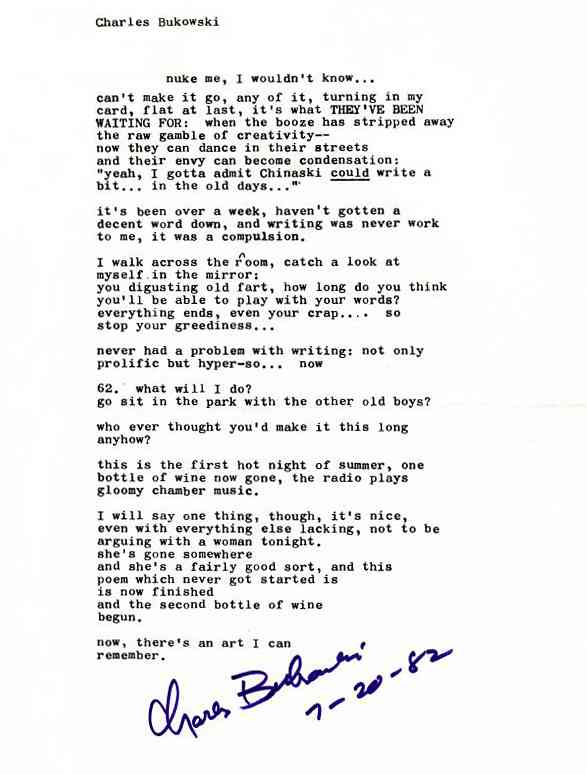 Charles Bukowski
nuke me, I wouldn't know...
can't make it go, any of it, turning in my
card, flat at last, it's what THEY'VE BEEN
WAITING FOR: when the booze has stripped away
the raw gamble of creativity--
now they can dance in their streets
and their envy can become condensation:
"yeah, I gotta admit Chinaski could write a
bit... in the old days..."
it's been over a week, haven't gotten a
decent word down, and writing was never work
to me, it was a compulsion.
I walk across the room, catch a look at
myself in the mirror:
you digusting old fart, how long do you think
you'll be able to play with your words?
everything ends, even your crap.... so
stop your greediness...
never had a problem with writing: not only
prolific but hyper-so... now
62. what will I do?
go sit in the park with the other old boys?
who ever thought you'd make it this long
anyhow?
this is the first hot night of summer, one
bottle of wine now gone, the radio plays
gloomy chamber music.
I will say one thing, though, it's nice,
even with everything else lacking, not to be
arguing with a woman tonight.
she's gone somewhere
and she's a fairly good sort, and this
poem which never got started is
is now finished
and the second bottle of wine
begun.
now, there's an art I can
remember.
Charles Bukowski
7-20-82